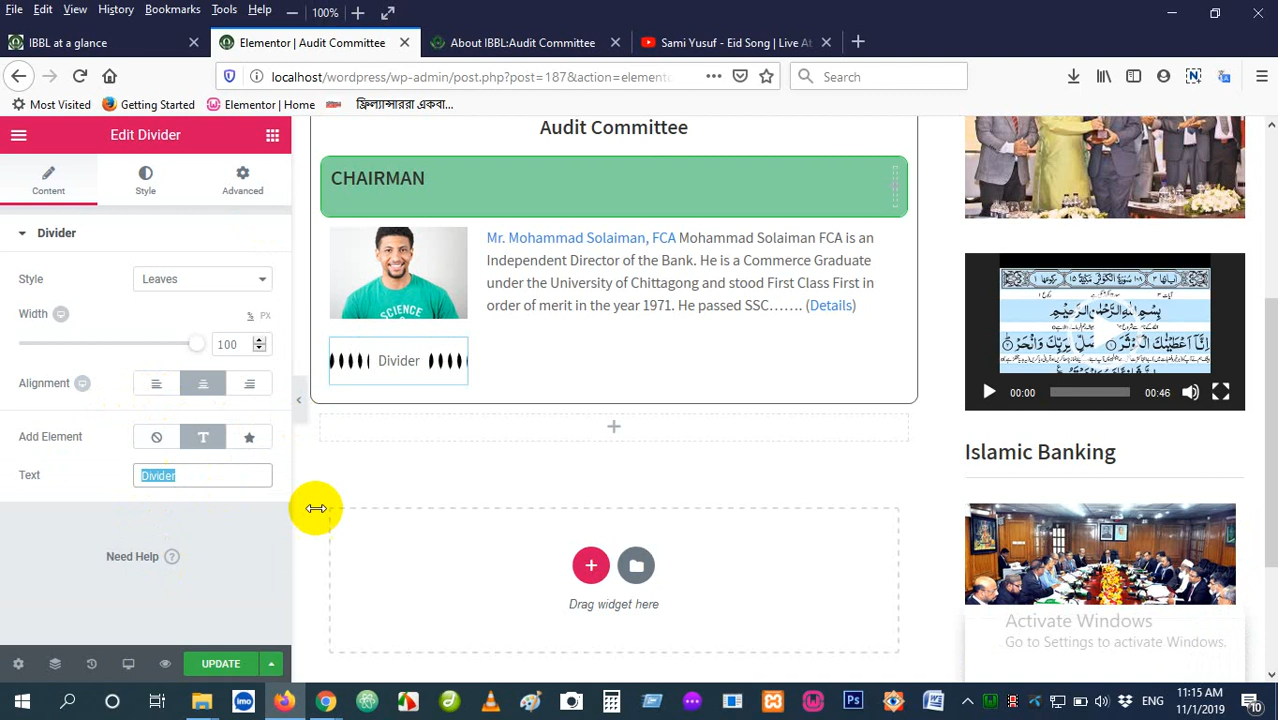 File Edit View History Bookmarks Tools Help 100%
IBBL at a glance
Elementor | Audit Committee
About IBBL:Audit Committee
Sami Yusuf - Eid Song | Live At
localhost/wordpress/wp-admin/post.php?post=187&action=elemente
Search
Most Visited
Getting Started
Elementor | Home
ফ্রিল্যান্সাররা একবা...
Edit Divider
Content
Style
Advanced
Divider
Style
Leaves
Width
% PX
100
Alignment
Add Element
Text
Divider
Need Help
UPDATE
Audit Committee
CHAIRMAN
Mr. Mohammad Solaiman, FCA Mohammad Solaiman FCA is an
Independent Director of the Bank. He is a Commerce Graduate
under the University of Chittagong and stood First Class First in
order of merit in the year 1971. He passed SSC……. (Details)
SCIENCE
Divider
Drag widget here
00:00
00:46
Islamic Banking
Activate Windows
Go to Settings to activate Windows.
imo
Ps
ENG
11:15 AM
11/1/2019
10